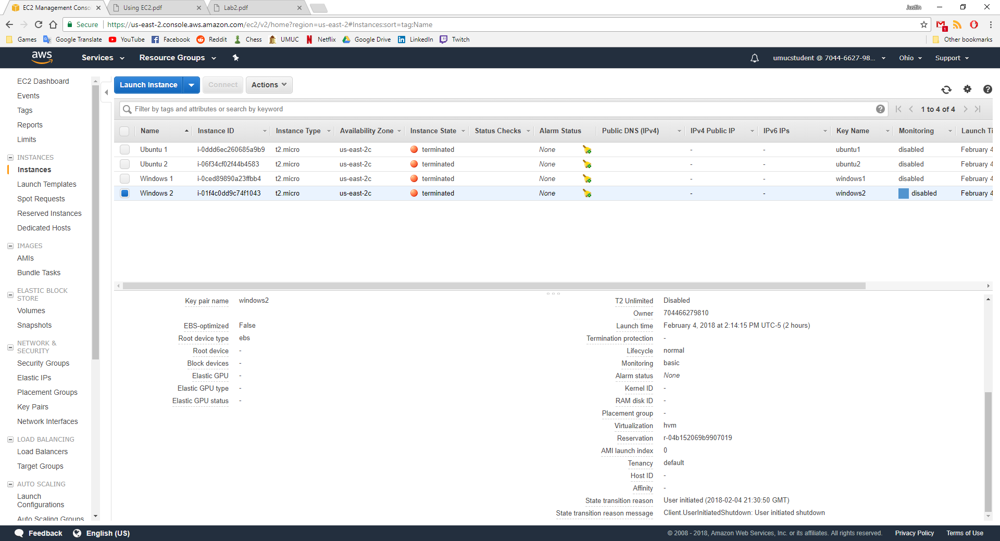 EC2 Management Conso
Using EC2.pdf
Lab2.pdf
Justin
Secure
https://us-east-2.console.aws.amazon.com/ec2/v2/home?region=us-east-2#Instances:sort=tag:Name
1
Games Google Translate YouTube Facebook Reddit Chess UMUC Netflix Google Drive LinkedIn Twitch Other bookmarks
aws Services Resource Groups umucstudent @ 7044-6627-98... Ohio Support
EC2 Dashboard
Events
Tags
Reports
Limits
INSTANCES
Instances
Launch Templates
Spot Requests
Reserved Instances
Dedicated Hosts
IMAGES
AMIs
Bundle Tasks
ELASTIC BLOCK
STORE
Volumes
Snapshots
NETWORK &
SECURITY
Security Groups
Elastic IPs
Placement Groups
Key Pairs
Network Interfaces
LOAD BALANCING
Load Balancers
Target Groups
AUTO SCALING
Launch
Configurations
Auto Scaling Groups
Launch Instance Connect Actions
Filter by tags and attributes or search by keyword
1 to 4 of 4
Name Instance ID Instance Type Availability Zone Instance State Status Checks Alarm Status Public DNS (IPv4) IPv4 Public IP IPv6 IPs Key Name Monitoring Launch Ti
Ubuntu 1 i-0ddd6ec260685a9b9 t2.micro us-east-2c terminated None - - ubuntu1 disabled February 4
Ubuntu 2 i-06f34cf02f44b4583 t2.micro us-east-2c terminated None - - ubuntu2 disabled February 4
Windows 1 i-0ced89890a23ffbb4 t2.micro us-east-2c terminated None - - windows1 disabled February 4
Windows 2 i-01f4c0dd9c74f1043 t2.micro us-east-2c terminated None - - windows2 disabled February 4
Key pair name windows2
EBS-optimized False
Root device type ebs
Root device -
Block devices -
Elastic GPU -
Elastic GPU type -
Elastic GPU status -
T2 Unlimited Disabled
Owner 704466279810
Launch time February 4, 2018 at 2:14:15 PM UTC-5 (2 hours)
Termination protection -
Lifecycle normal
Monitoring basic
Alarm status None
Kernel ID -
RAM disk ID -
Placement group -
Virtualization hvm
Reservation r-04b152069b9907019
AMI launch index 0
Tenancy default
Host ID -
Affinity -
State transition reason User initiated (2018-02-04 21:30:50 GMT)
State transition reason message Client.UserInitiatedShutdown: User initiated shutdown
Feedback English (US) © 2008 - 2018, Amazon Web Services, Inc. or its affiliates. All rights reserved. Privacy Policy Terms of Use